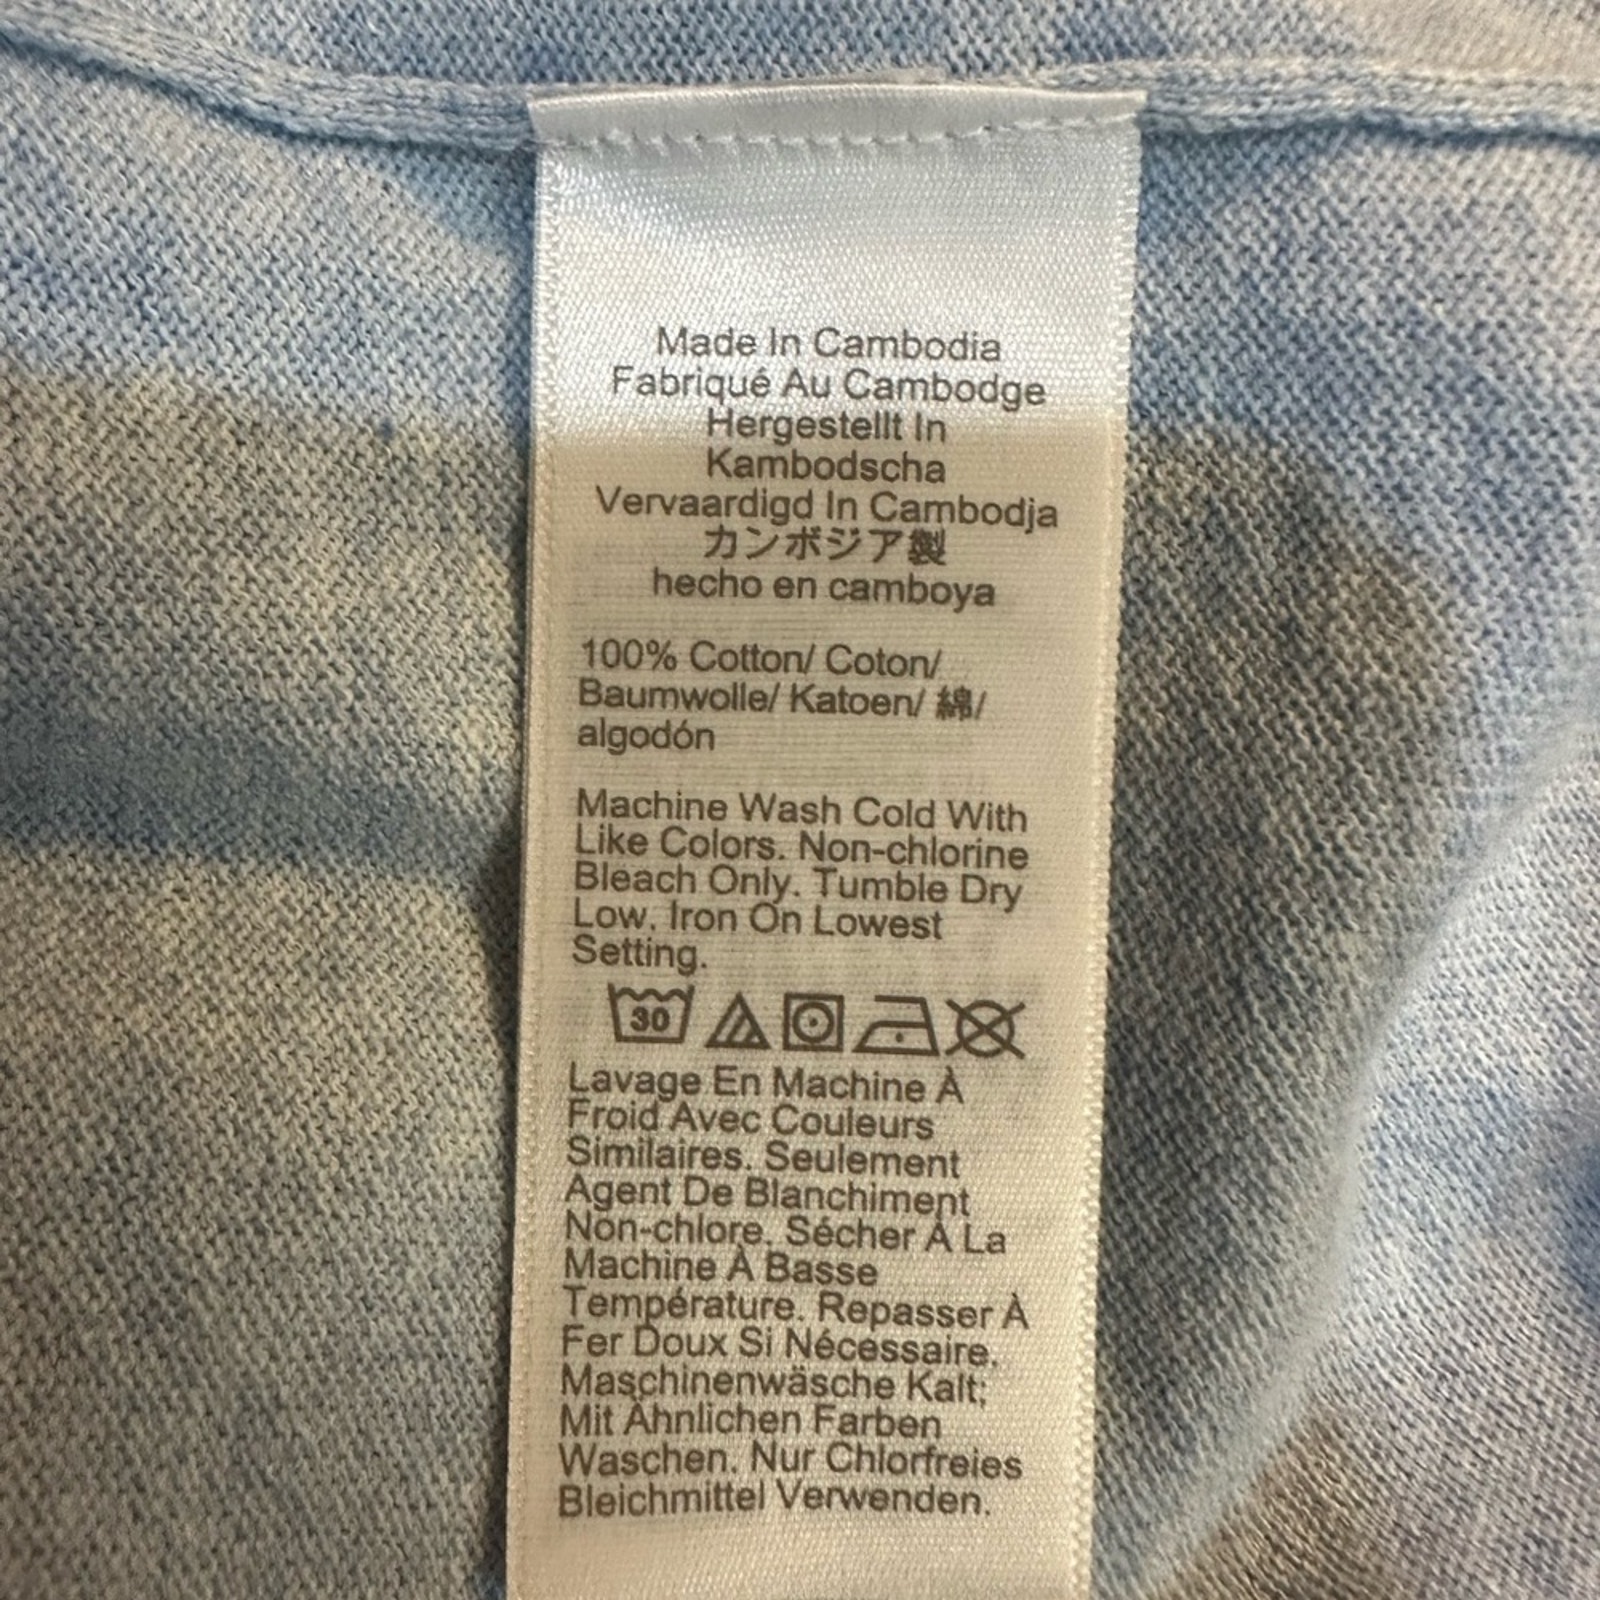 Made In Cambodia
Fabriqué Au Cambodge
Hergestellt In
Kambodscha
Vervaardigd In Cambodja
カンボジア製
hecho en camboya
100% Cotton/ Coton/
Baumwolle/ Katoen/ 綿/
algodón
Machine Wash Cold With
Like Colors. Non-chlorine
Bleach Only. Tumble Dry
Low. Iron On Lowest
Setting.
30
Lavage En Machine À
Froid Avec Couleurs
Similaires. Seulement
Agent De Blanchiment
Non-chlore. Sécher À La
Machine À Basse
Température. Repasser À
Fer Doux Si Nécessaire.
Maschinenwäsche Kalt;
Mit Ähnlichen Farben
Waschen. Nur Chlorfreies
Bleichmittel Verwenden.